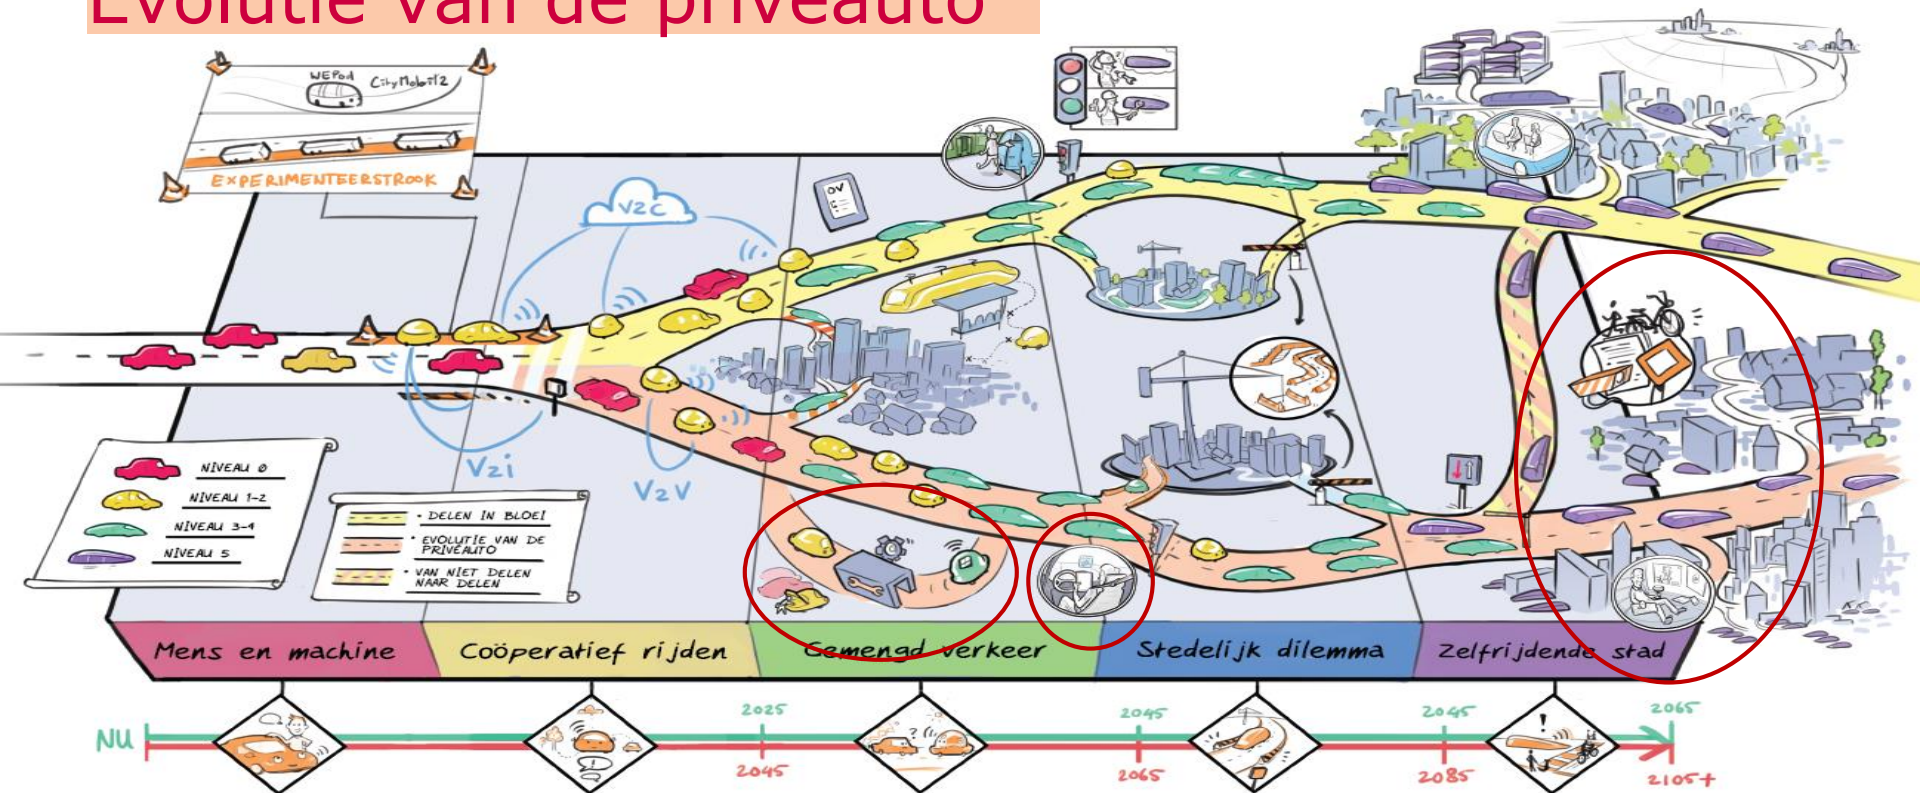 Evolutie van de privéauto
WEPod
CityMobil2
EXPERIMENTEERSTROOK
V2C
OV
V2i
V2V
NIVEAU 0
NIVEAU 1-2
NIVEAU 3-4
NIVEAU 5
• DELEN IN BLOEI
• EVOLUTIE VAN DE
PRIVÉAUTO
• VAN NIET DELEN
NAAR DELEN
Mens en machine
Coöperatief rijden
Gemengd verkeer
Stedelijk dilemma
Zelfrijdende stad
NU
2025
2045
2045
2065
2045
2065
2085
2105+
? 
!